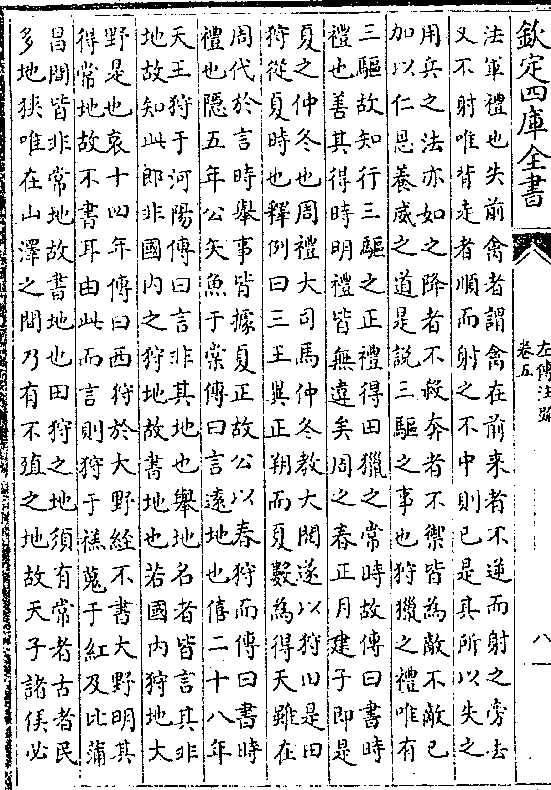 欽定四庫全書
左傳注疏
卷五
八
法軍禮也失前禽者謂禽在前來者不逆而射之旁去
又不射唯背走者順而射之不中則已是其所以失之
用兵之法亦如之降者不殺奔者不禦皆為敵不敵已
加以仁恩養威之道是説三驅之事也狩獵之禮唯有
三驅故知行三驅之正禮得田獵之常時故傳曰書時
禮也善其得時明禮皆無違矣周之春正月建子即是
夏之仲冬也周禮大司馬仲冬教大閱遂以狩田是田
狩從夏時也釋例曰三王異正朔而夏數為得天雖在
周代於言時舉事皆據夏正故公以春狩而傳曰書時
禮也隱五年公矢魚于棠傳曰言遠地也僖二十八年
天王狩于河陽傳曰言非其地也舉地名者皆言其非
地故知此郎非國内之狩地故書地也若國内狩地大
野是也哀十四年傳曰西狩於大野經不書大野明其
得常地故不書耳由此而言則狩于禚蒐于紅及比蒲
昌間皆非常地故書地也田狩之地須有常者古者民
多地狹唯在山澤之間乃有不殖之地故天子諸侯必